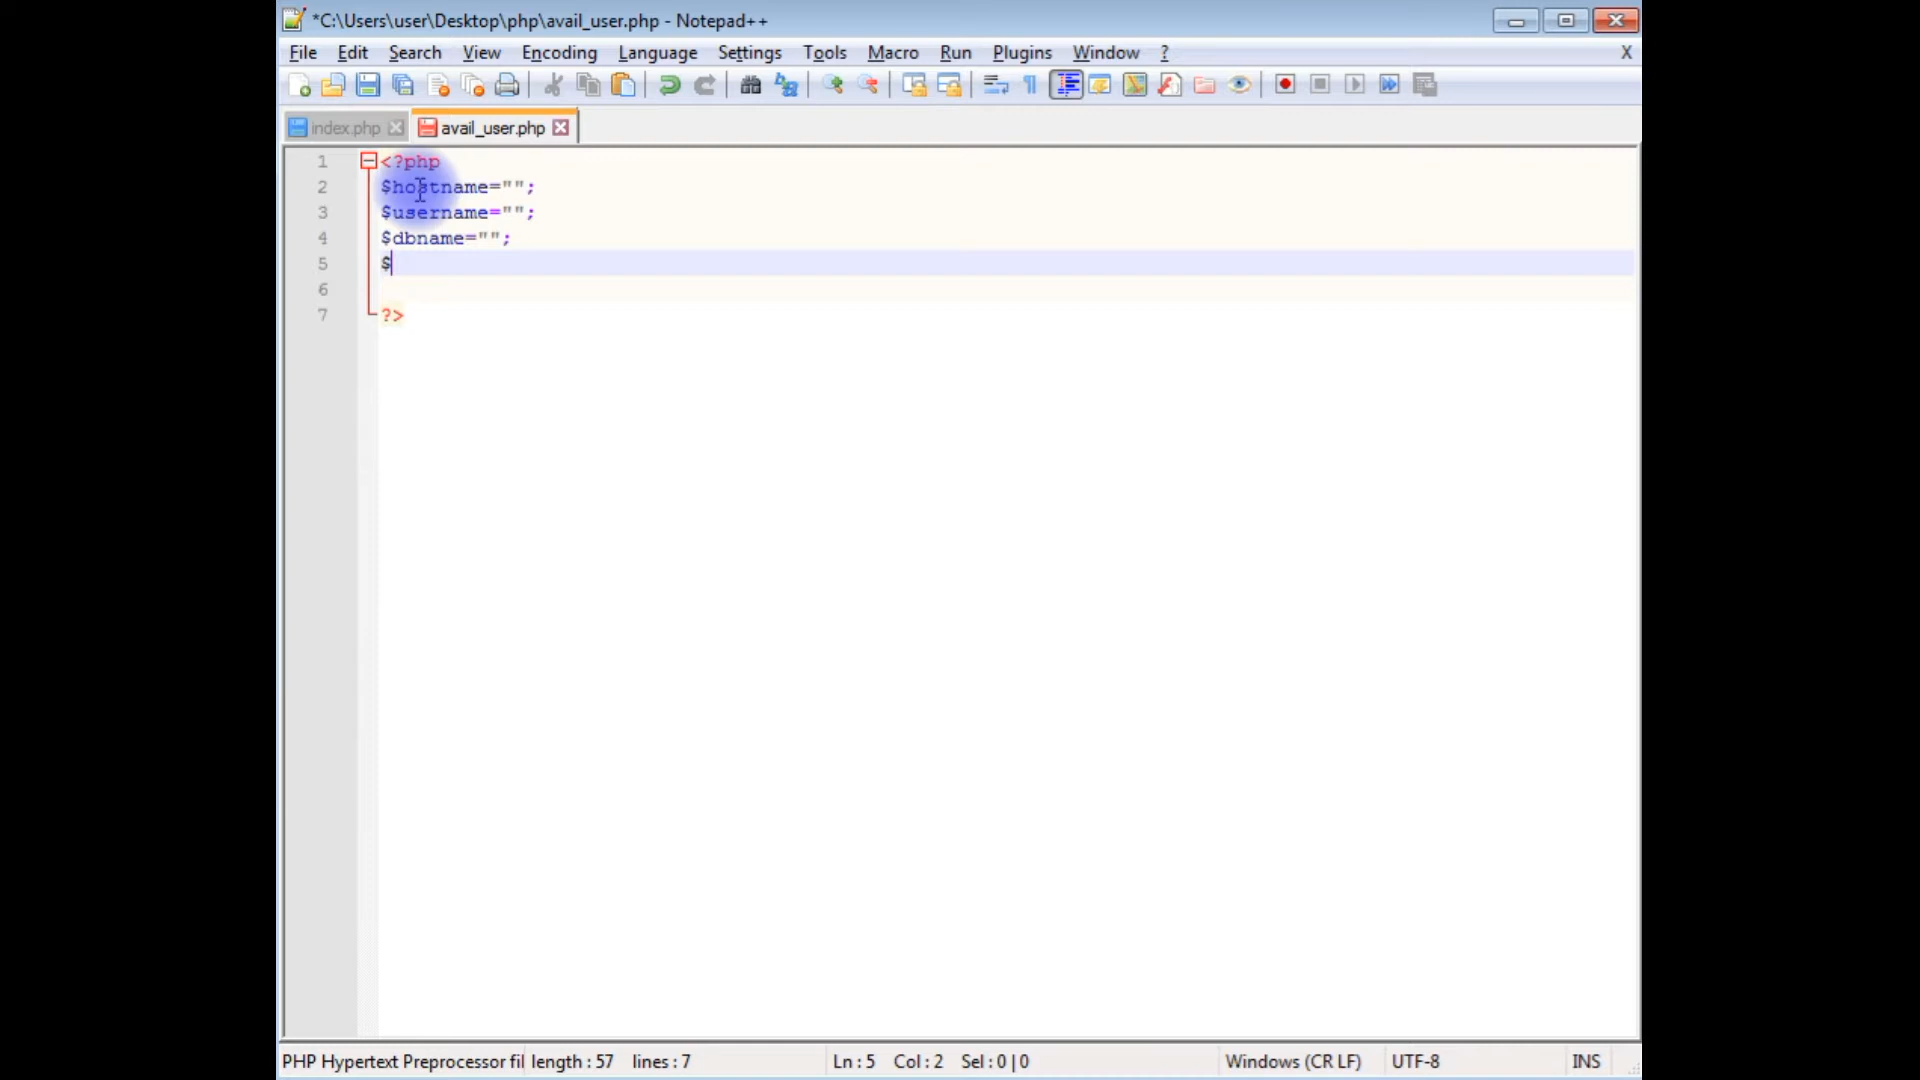 *C:\Users\user\Desktop\php\avail_user.php - Notepad++
File Edit Search View Encoding Language Settings Tools Macro Run Plugins Window ?
X
index.php avail_user.php
1 <?php
2 $hostname="";
3 $username="";
4 $dbname="";
5 $
6
7 ?>
PHP Hypertext Preprocessor fil length : 57 lines : 7 Ln : 5 Col : 2 Sel : 0 | 0 Windows (CR LF) UTF-8 INS